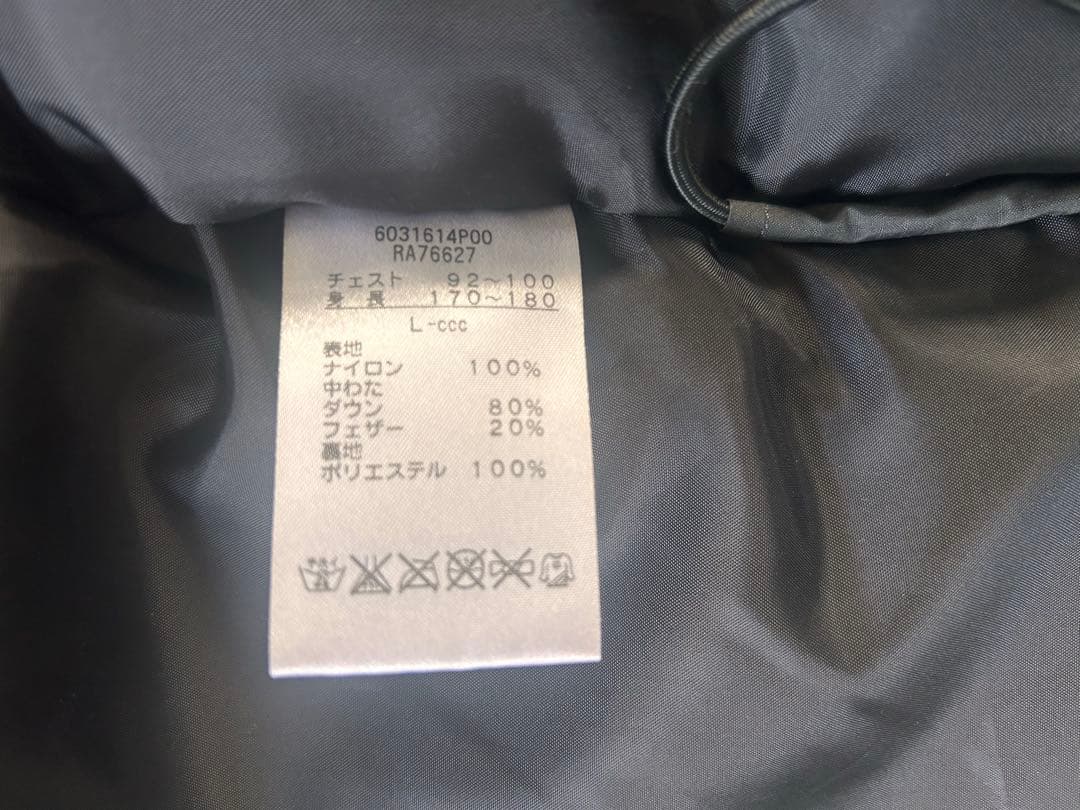 6031614P00
RA76627
チェスト 92～100
身長 170～180
L-ccc
表地
ナイロン 100%
中わた
ダウン 80%
フェザー 20%
裏地
ポリエステル 100%